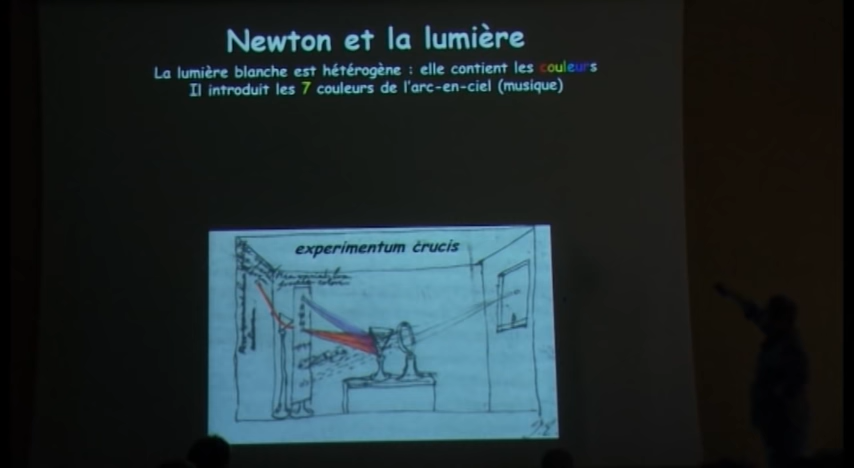 Newton et la lumière
La lumière blanche est hétérogène : elle contient les couleurs
Il introduit les 7 couleurs de l'arc-en-ciel (musique)
experimentum crucis